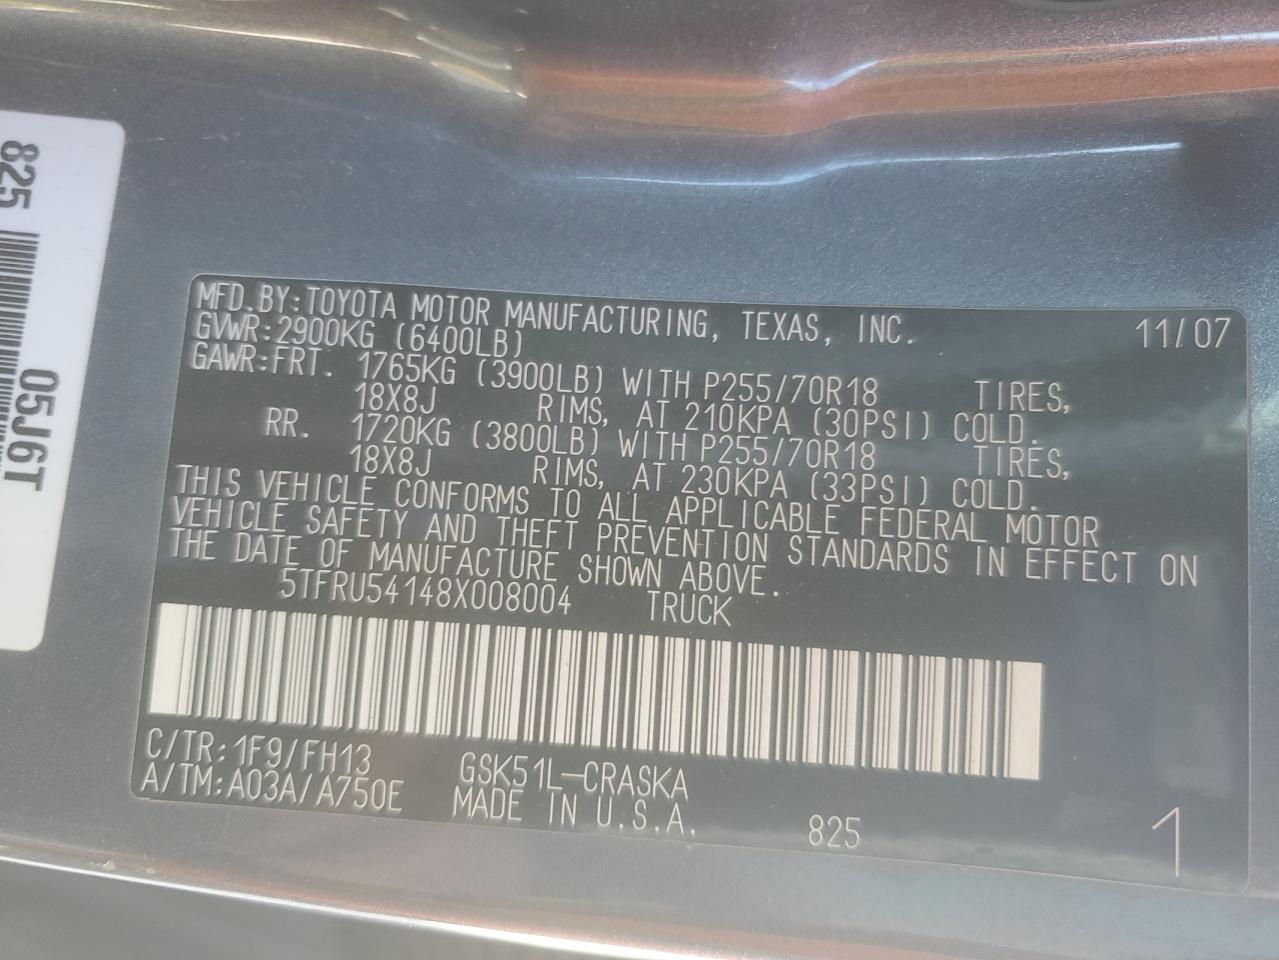 825
05J6T
MFD.BY:TOYOTA MOTOR MANUFACTURING, TEXAS, INC. 11/07
GVWR:2900KG (6400LB)
GAWR:FRT. 1765KG (3900LB) WITH P255/70R18 TIRES,
18X8J RIMS, AT 210KPA (30PSI) COLD.
RR. 1720KG (3800LB) WITH P255/70R18 TIRES,
18X8J RIMS, AT 230KPA (33PSI) COLD.
THIS VEHICLE CONFORMS TO ALL APPLICABLE FEDERAL MOTOR
VEHICLE SAFETY AND THEFT PREVENTION STANDARDS IN EFFECT ON
THE DATE OF MANUFACTURE SHOWN ABOVE.
5TFRU54148X008004 TRUCK
C/TR:1F9/FH13 GSK51L-CRASKA
A/TM:A03A/A750E MADE IN U.S.A. 825 1